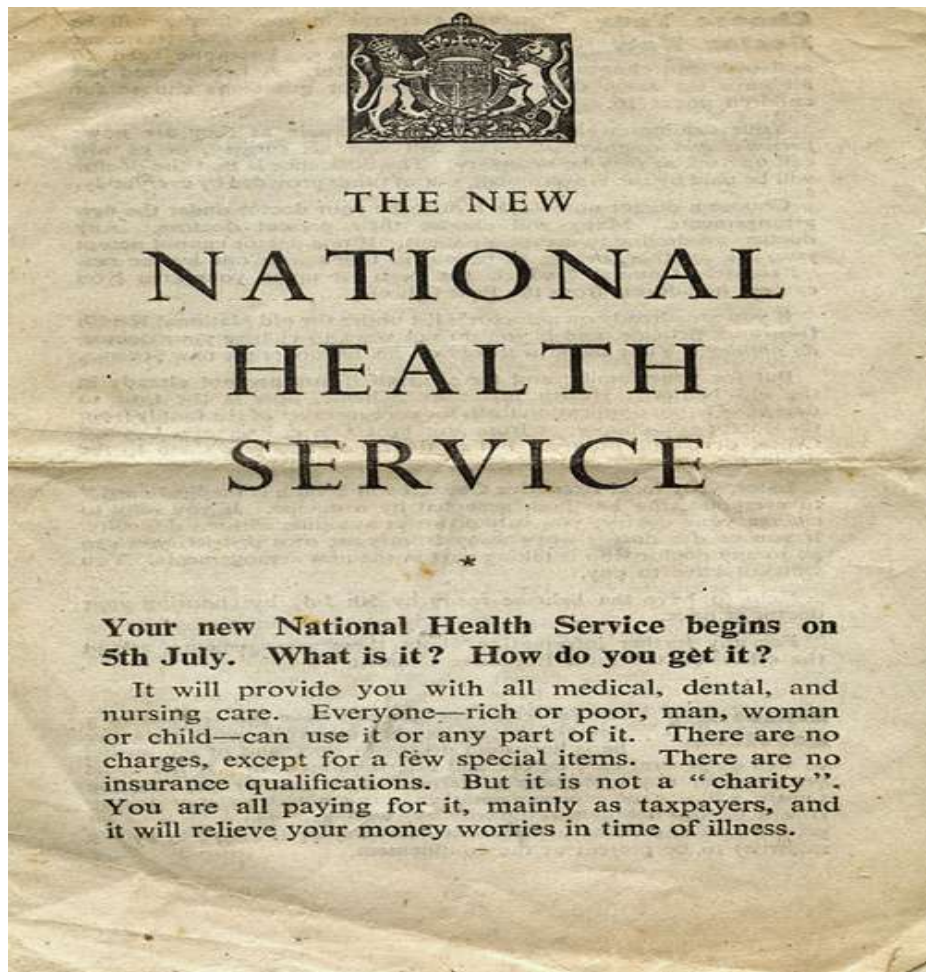 THE NEW
NATIONAL
HEALTH
SERVICE
*
Your new National Health Service begins on
5th July. What is it? How do you get it?
It will provide you with all medical, dental, and
nursing care. Everyone—rich or poor, man, woman
or child—can use it or any part of it. There are no
charges, except for a few special items. There are no
insurance qualifications. But it is not a “charity”.
You are all paying for it, mainly as taxpayers, and
it will relieve your money worries in time of illness.